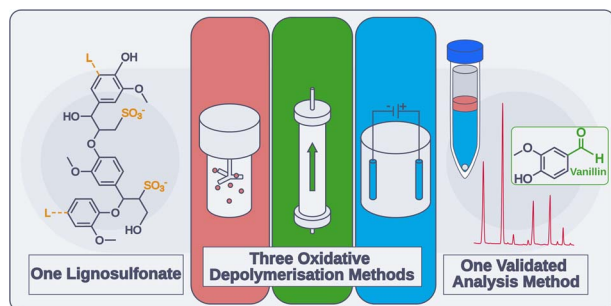 L
OH
O
SO₃⁻
HO
O
O
SO₃⁻
L
O
O
HO
One Lignosulfonate
- +
Three Oxidative
Depolymerisation Methods
O
O
H
HO
Vanillin
One Validated
Analysis Method